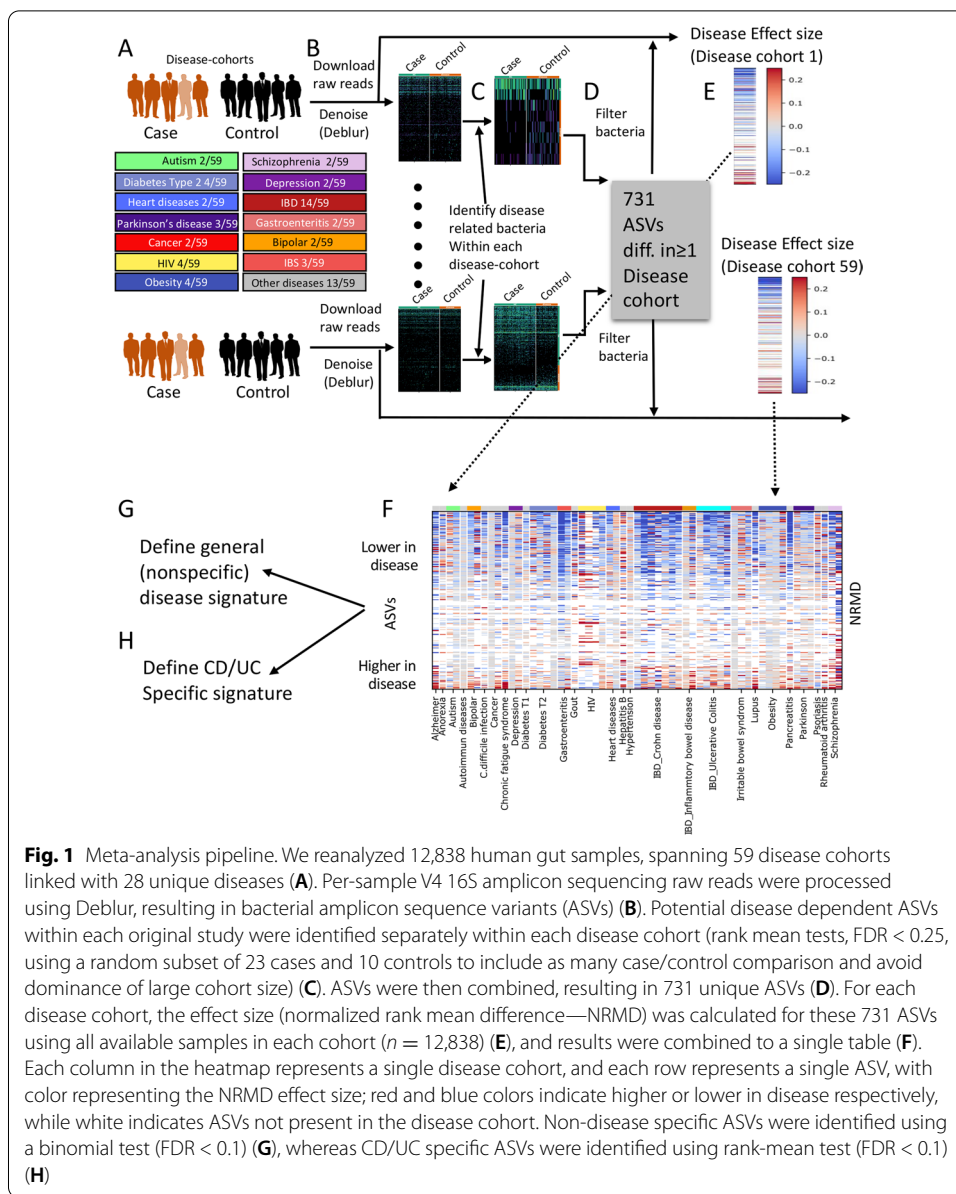 A
Disease-cohorts
Case
Control
B
Download
raw reads
Denoise
(Deblur)
Case
Control
C
Case
Control
D
Filter
bacteria
E
Disease Effect size
(Disease cohort 1)
0.2
0.1
0.0
−0.1
−0.2
Autism 2/59
Schizophrenia 2/59
Diabetes Type 2 4/59
Depression 2/59
Heart diseases 2/59
IBD 14/59
Parkinson's disease 3/59
Gastroenteritis 2/59
Cancer 2/59
Bipolar 2/59
HIV 4/59
IBS 3/59
Obesity 4/59
Other diseases 13/59
Identify disease
related bacteria
Within each
disease-cohort
731
ASVs
diff. in≥1
Disease
cohort
Disease Effect size
(Disease cohort 59)
0.2
0.1
0.0
−0.1
−0.2
Case
Control
Download
raw reads
Denoise
(Deblur)
Case
Control
Case
Control
Filter
bacteria
G
Define general
(nonspecific)
disease signature
H
Define CD/UC
Specific signature
F
Lower in
disease
ASVs
Higher in
disease
NRMD
Alzheimer
Anorexia
Autism
Autoimmun diseases
Bipolar
C.difficile infection
Cancer
Chronic fatigue syndrome
Depression
Diabetes T1
Diabetes T2
Gastroenteritis
Gout
HIV
Heart diseases
Hepatitis B
Hypertension
IBD_Crohn disease
IBD_Inflammtory bowel disease
IBD_Ulcerative Colitis
Irritable bowel syndrom
Lupus
Obesity
Pancreatitis
Parkinson
Psoriasis
Rheumatoid arthritis
Schizophrenia
Fig. 1 Meta-analysis pipeline. We reanalyzed 12,838 human gut samples, spanning 59 disease cohorts
linked with 28 unique diseases (A). Per-sample V4 16S amplicon sequencing raw reads were processed
using Deblur, resulting in bacterial amplicon sequence variants (ASVs) (B). Potential disease dependent ASVs
within each original study were identified separately within each disease cohort (rank mean tests, FDR < 0.25,
using a random subset of 23 cases and 10 controls to include as many case/control comparison and avoid
dominance of large cohort size) (C). ASVs were then combined, resulting in 731 unique ASVs (D). For each
disease cohort, the effect size (normalized rank mean difference—NRMD) was calculated for these 731 ASVs
using all available samples in each cohort (n = 12,838) (E), and results were combined to a single table (F).
Each column in the heatmap represents a single disease cohort, and each row represents a single ASV, with
color representing the NRMD effect size; red and blue colors indicate higher or lower in disease respectively,
while white indicates ASVs not present in the disease cohort. Non-disease specific ASVs were identified using
a binomial test (FDR < 0.1) (G), whereas CD/UC specific ASVs were identified using rank-mean test (FDR < 0.1)
(H)